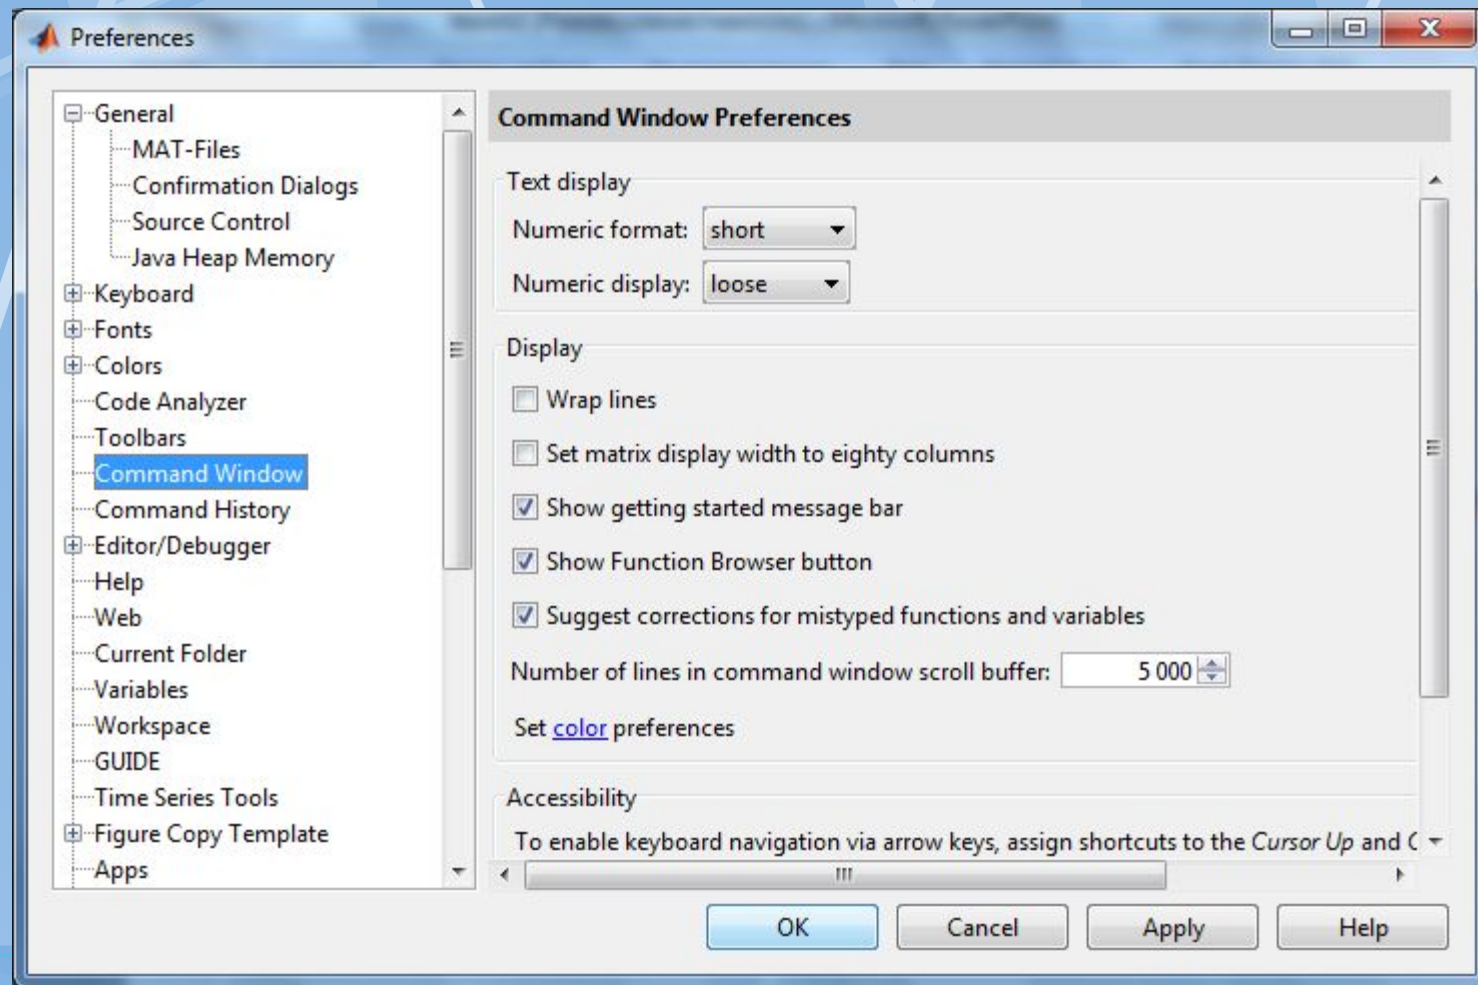 Preferences
General
MAT-Files
Confirmation Dialogs
Source Control
Java Heap Memory
Keyboard
Fonts
Colors
Code Analyzer
Toolbars
Command Window
Command History
Editor/Debugger
Help
Web
Current Folder
Variables
Workspace
GUIDE
Time Series Tools
Figure Copy Template
Apps
Command Window Preferences
Text display
Numeric format: short
Numeric display: loose
Display
Wrap lines
Set matrix display width to eighty columns
Show getting started message bar
Show Function Browser button
Suggest corrections for mistyped functions and variables
Number of lines in command window scroll buffer: 5 000
Set color preferences
Accessibility
To enable keyboard navigation via arrow keys, assign shortcuts to the Cursor Up and
OK Cancel Apply Help